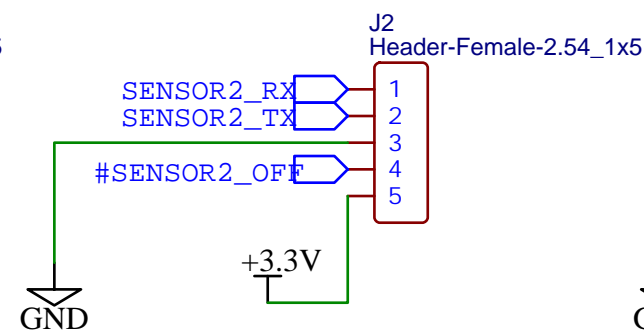 J2
Header-Female-2.54_1x5
SENSOR2_RX
1
SENSOR2_TX
2
3
#SENSOR2_OFF
4
5
+3.3V
GND